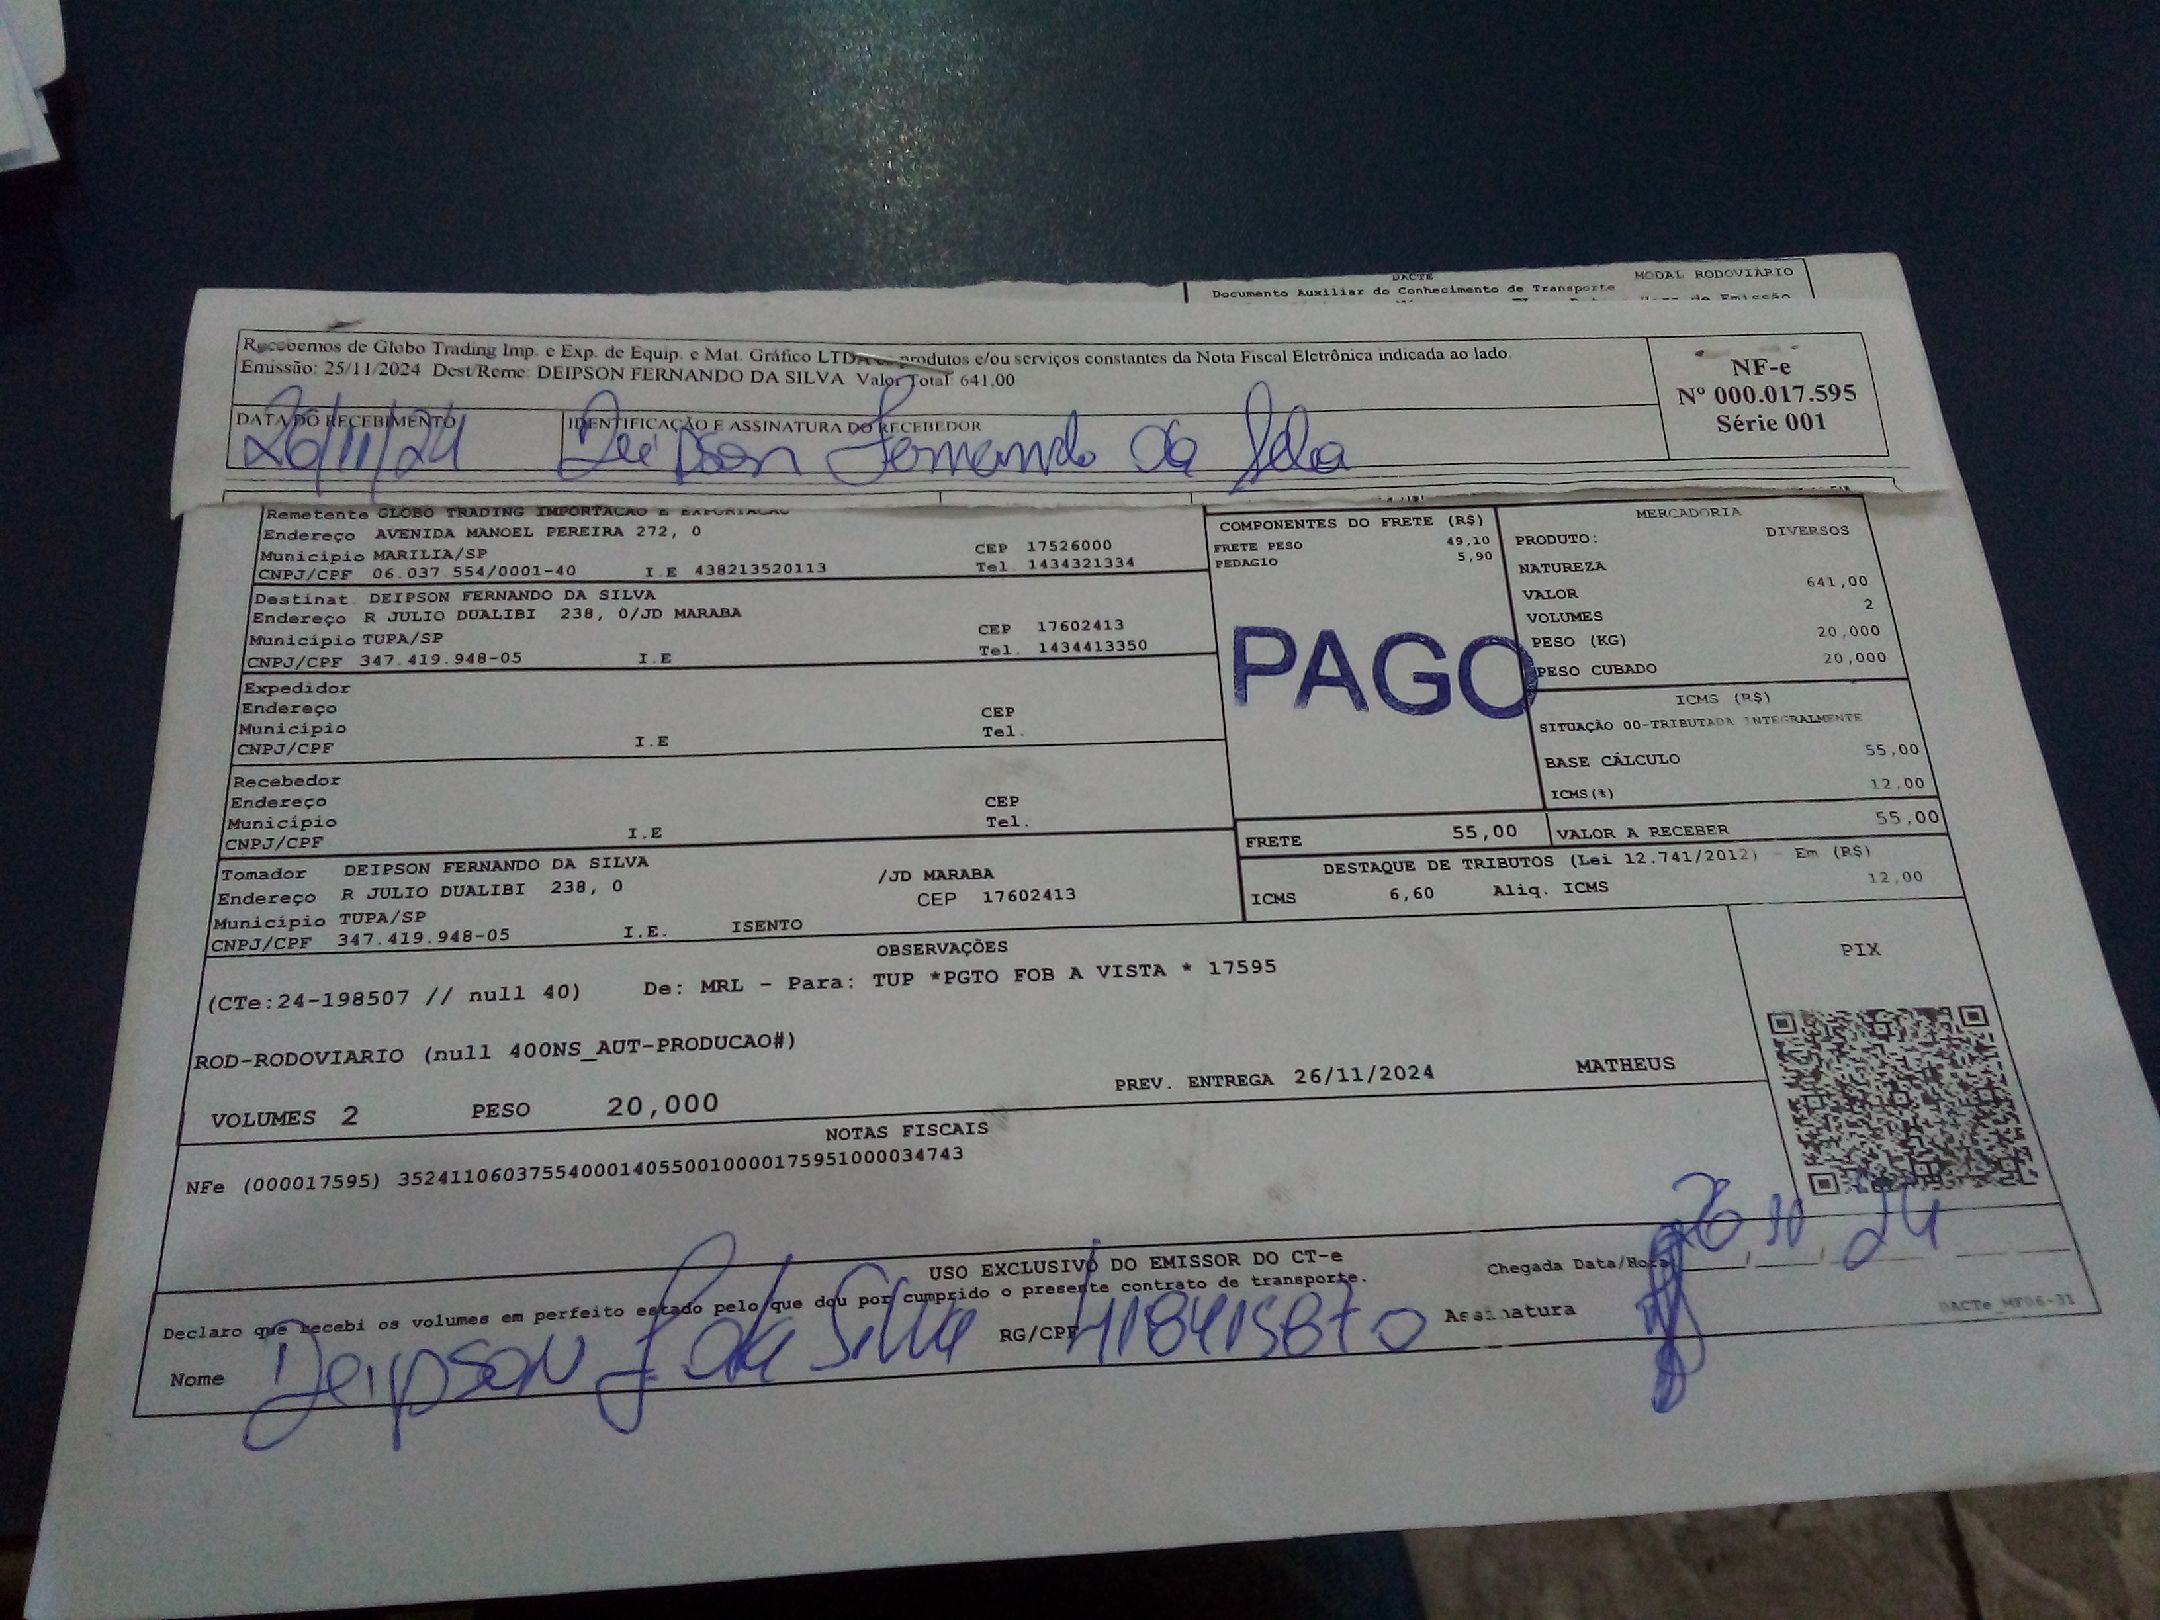 DACTE
MODAL RODOVIÁRIO
Documento Auxiliar do Conhecimento de Transporte
Recebemos de Globo Trading Imp. e Exp. de Equip. e Mat. Gráfico LTDA os produtos e/ou serviços constantes da Nota Fiscal Eletrônica indicada ao lado.
Emissão: 25/11/2024 Dest/Reme: DEIPSON FERNANDO DA SILVA Valor Total: 641,00
NF-e
Nº 000.017.595
Série 001
DATA DO RECEBIMENTO
IDENTIFICAÇÃO E ASSINATURA DO RECEBEDOR
26/11/24 Deipson Fernando da Silva
Remetente GLOBO TRADING IMPORTACAO E EXPORTACAO
Endereço AVENIDA MANOEL PEREIRA 272, 0
Município MARILIA/SP CEP 17526000
CNPJ/CPF 06.037.554/0001-40 I.E 438213520113 Tel. 1434321334
Destinat. DEIPSON FERNANDO DA SILVA
Endereço R JULIO DUALIBI 238, 0/JD MARABA
Município TUPA/SP CEP 17602413
CNPJ/CPF 347.419.948-05 I.E Tel. 1434413350
Expedidor
Endereço
Município CEP
CNPJ/CPF I.E Tel.
Recebedor
Endereço
Município CEP
CNPJ/CPF I.E Tel.
Tomador DEIPSON FERNANDO DA SILVA
Endereço R JULIO DUALIBI 238, 0 /JD MARABA
Município TUPA/SP CEP 17602413
CNPJ/CPF 347.419.948-05 I.E. ISENTO
COMPONENTES DO FRETE (R$)
FRETE PESO 49,10
PEDAGIO 5,90
PAGO
MERCADORIA
PRODUTO: DIVERSOS
NATUREZA
VALOR 641,00
VOLUMES 2
PESO (KG) 20,000
PESO CUBADO 20,000
ICMS (R$)
SITUAÇÃO 00-TRIBUTADA INTEGRALMENTE
BASE CÁLCULO 55,00
ICMS(%) 12,00
FRETE 55,00 VALOR A RECEBER 55,00
DESTAQUE DE TRIBUTOS (Lei 12.741/2012) - Em (R$)
ICMS 6,60 Aliq. ICMS 12,00
OBSERVAÇÕES
(CTe:24-198507 // null 40) De: MRL - Para: TUP *PGTO FOB A VISTA * 17595
ROD-RODOVIARIO (null 400NS_AUT-PRODUCAO#)
PREV. ENTREGA 26/11/2024 MATHEUS
VOLUMES 2 PESO 20,000
PIX
NOTAS FISCAIS
NFe (000017595) 35241106037554000140550010000175951000034743
USO EXCLUSIVO DO EMISSOR DO CT-e
Declaro que recebi os volumes em perfeito estado pelo que dou por cumprido o presente contrato de transporte.
Chegada Data/Hora
Nome Deipson F da Silva RG/CPF 418415870 Assinatura
DACTe_MF06-31